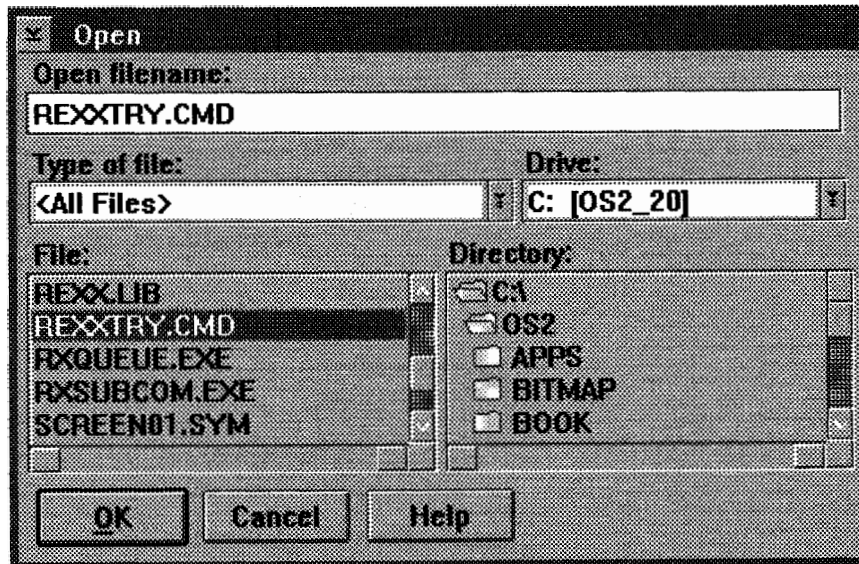 Open
Open filename:
REXXTRY.CMD
Type of file:
Drive:
<All Files>
C: [OS2_20]
File:
Directory:
REXX.LIB
REXXTRY.CMD
RXQUEUE.EXE
RXSUBCOM.EXE
SCREEN01.SYM
C:\
OS2
APPS
BITMAP
BOOK
OK
Cancel
Help